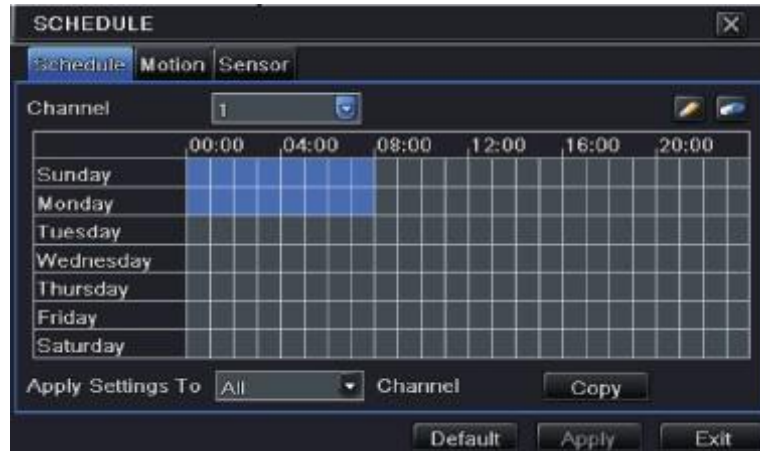 SCHEDULE
Schedule Motion Sensor
Channel 1
00:00 04:00 08:00 12:00 16:00 20:00
Sunday
Monday
Tuesday
Wednesday
Thursday
Friday
Saturday
Apply Settings To All Channel Copy
Default Apply Exit